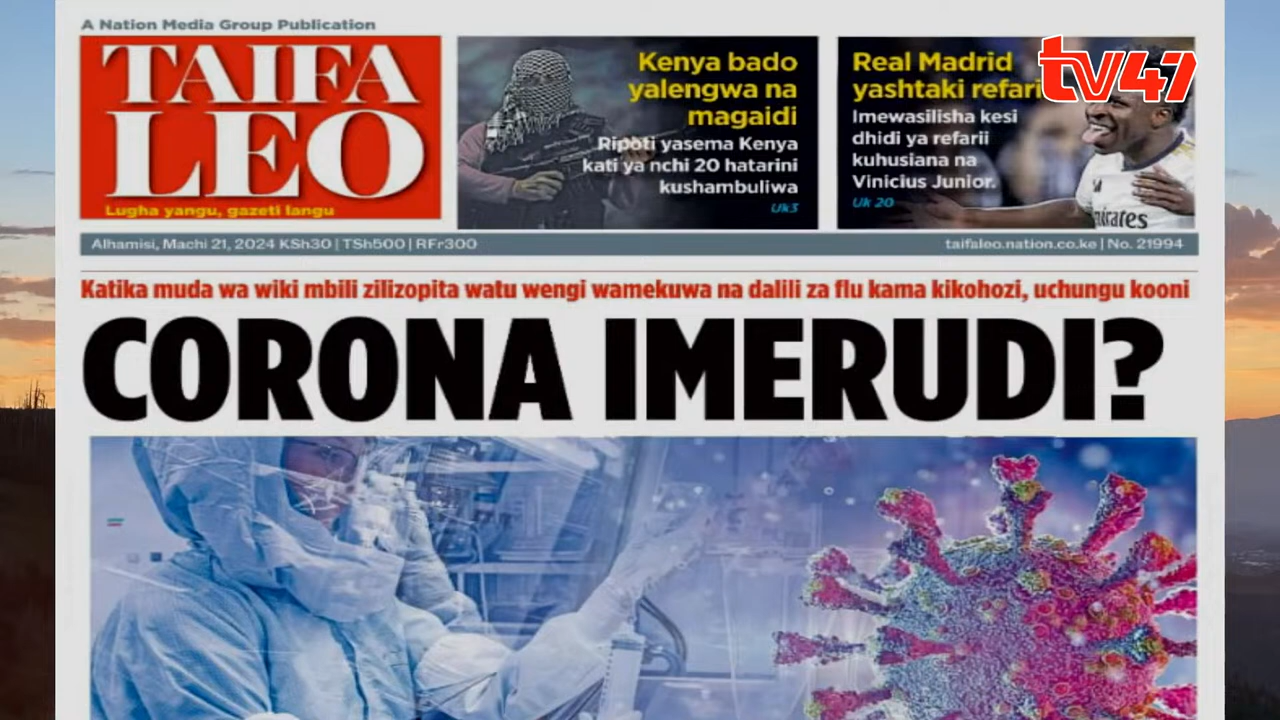 A Nation Media Group Publication
TAIFA
LEO
Lugha yangu, gazeti langu
Kenya bado
yalengwa na
magaidi
Ripoti yasema Kenya
kati ya nchi 20 hatarini
kushambuliwa
Uk3
Real Madrid
yashtaki refari
Imewasilisha kesi
dhidi ya refarii
kuhusiana na
Vinicius Junior.
Uk 20
tv47
Emirates
Alhamisi, Machi 21, 2024 KSh30 | TSh500 | RFr300
taifaleo.nation.co.ke | No. 21994
Katika muda wa wiki mbili zilizopita watu wengi wamekuwa na dalili za flu kama kikohozi, uchungu kooni
CORONA IMERUDI?